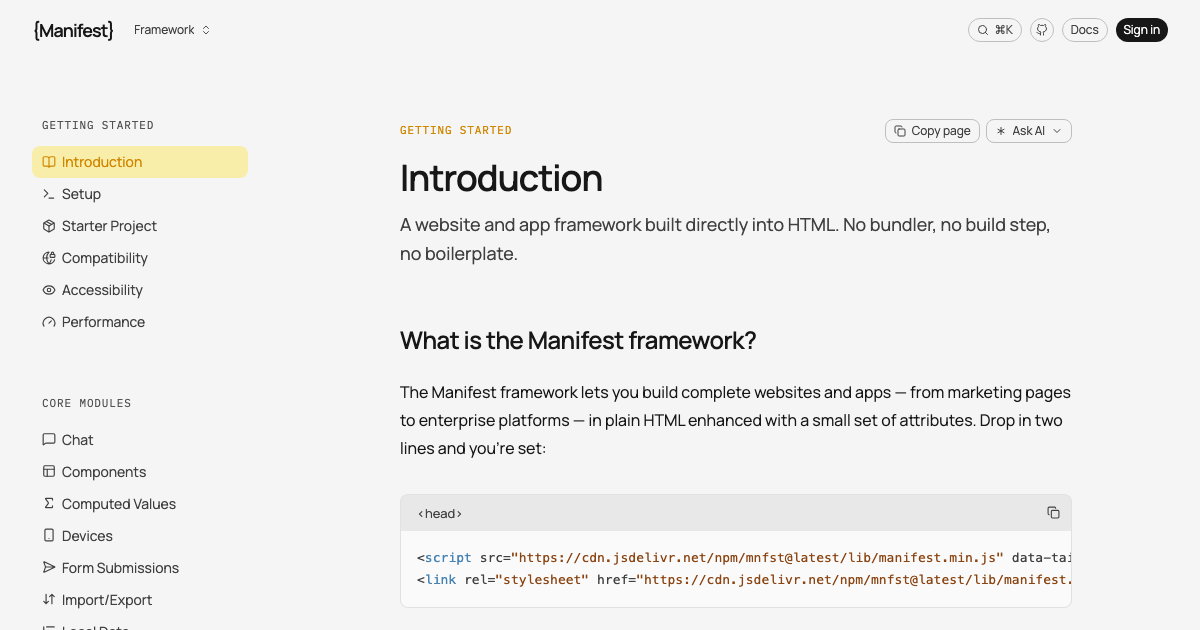 {Manifest}
Framework
⌘K
Docs
Sign in
GETTING STARTED
Introduction
Setup
Starter Project
Compatibility
Accessibility
Performance
CORE MODULES
Chat
Components
Computed Values
Devices
Form Submissions
Import/Export
Local Data
GETTING STARTED
Copy page
Ask AI
Introduction
A website and app framework built directly into HTML. No bundler, no build step,
no boilerplate.
What is the Manifest framework?
The Manifest framework lets you build complete websites and apps — from marketing pages
to enterprise platforms — in plain HTML enhanced with a small set of attributes. Drop in two
lines and you're set:
<head>
<script src="https://cdn.jsdelivr.net/npm/mnfst@latest/lib/manifest.min.js" data-tai
<link rel="stylesheet" href="https://cdn.jsdelivr.net/npm/mnfst@latest/lib/manifest.